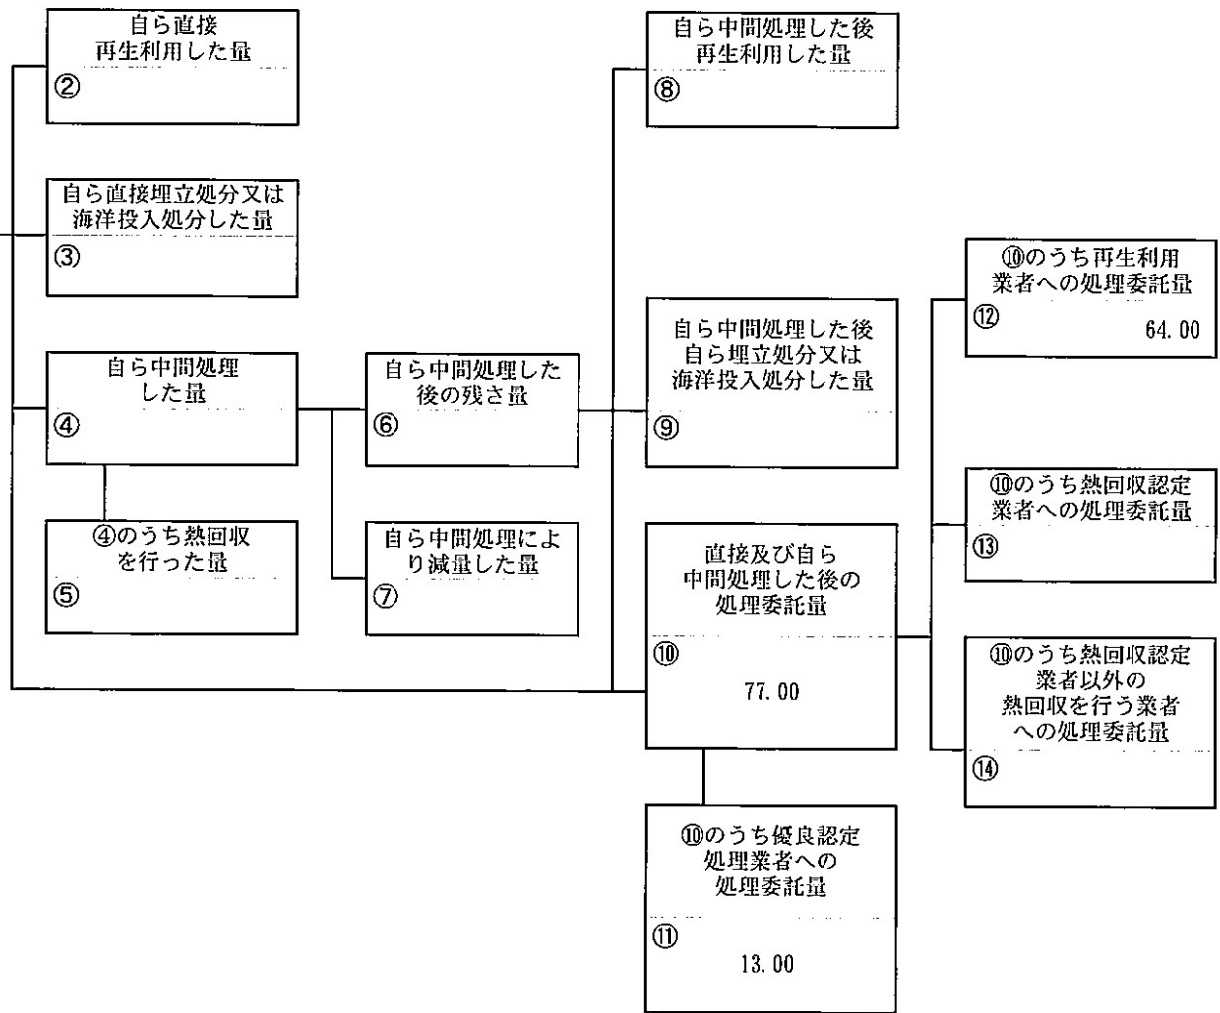 自ら直接
再生利用した量
②
自ら直接埋立処分又は
海洋投入処分した量
③
自ら中間処理
した量
④
④のうち熱回収
を行った量
⑤
自ら中間処理した
後の残さ量
⑥
自ら中間処理によ
り減量した量
⑦
自ら中間処理した後
再生利用した量
⑧
自ら中間処理した後
自ら埋立処分又は
海洋投入処分した量
⑨
直接及び自ら
中間処理した後の
処理委託量
⑩
77.00
⑩のうち優良認定
処理業者への
処理委託量
⑪
13.00
⑩のうち再生利用
業者への処理委託量
⑫
64.00
⑩のうち熱回収認定
業者への処理委託量
⑬
⑩のうち熱回収認定
業者以外の
熱回収を行う業者
への処理委託量
⑭